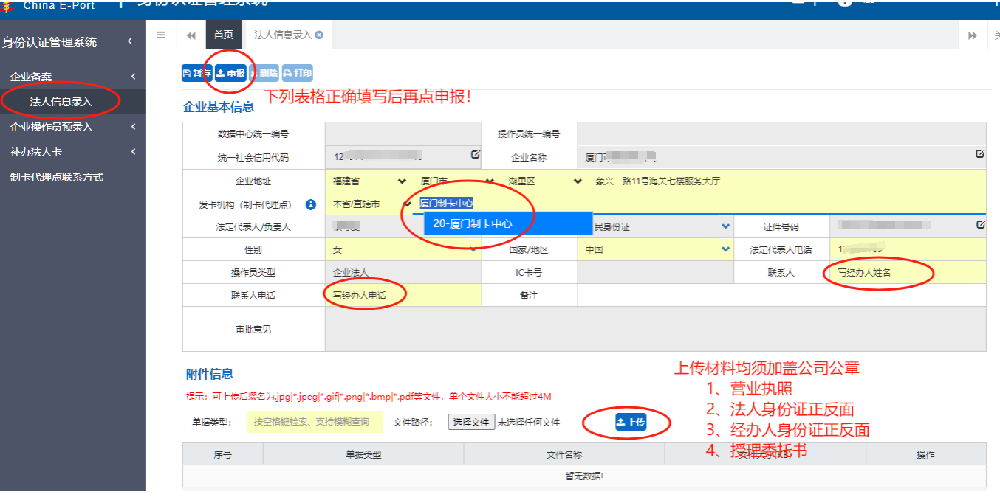 China E-Port
身份认证管理系统
身份认证管理系统
首页
法人信息录入
企业备案
法人信息录入
企业操作员预录入
补办法人卡
制卡代理点联系方式
暂存 申报 删除 打印
下列表格正确填写后再点申报！
企业基本信息
数据中心统一编号 操作员统一编号
统一社会信用代码 12 企业名称 厦门
企业地址 福建省 厦门市 湖里区 象兴一路11号海关七楼服务大厅
发卡机构（制卡代理点） 本省/直辖市 厦门制卡中心
20-厦门制卡中心
法定代表人/负责人 民身份证 证件号码
性别 女 国家/地区 中国 法定代表人电话 1
操作员类型 企业法人 IC卡号 联系人 写经办人姓名
联系人电话 写经办人电话 备注
审批意见
附件信息
上传材料均须加盖公司公章
1、营业执照
2、法人身份证正反面
3、经办人身份证正反面
4、授理委托书
提示：可上传后缀名为.jpg|*.jpeg|*.gif|*.png|*.bmp|*.pdf等文件，单个文件大小不能超过4M
单据类型： 按空格键检索、支持模糊查询 文件路径： 选择文件 未选择任何文件 上传
序号 单据类型 文件名称 文件大小(KB) 操作
暂无数据!